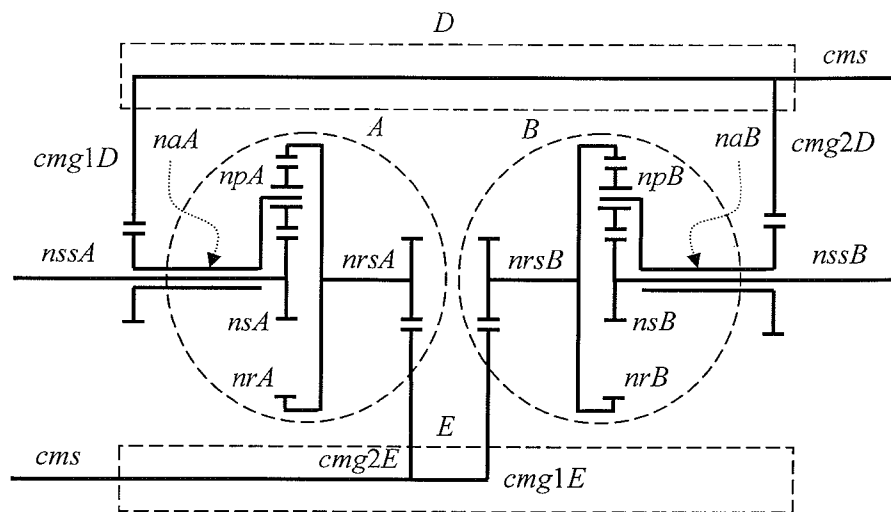 D
cms
naA
A
B
naB
cmg1D
npA
npB
cmg2D
nssA
nrsA
nrsB
nssB
nsA
nsB
nrA
nrB
E
cms
cmg2E
cmg1E